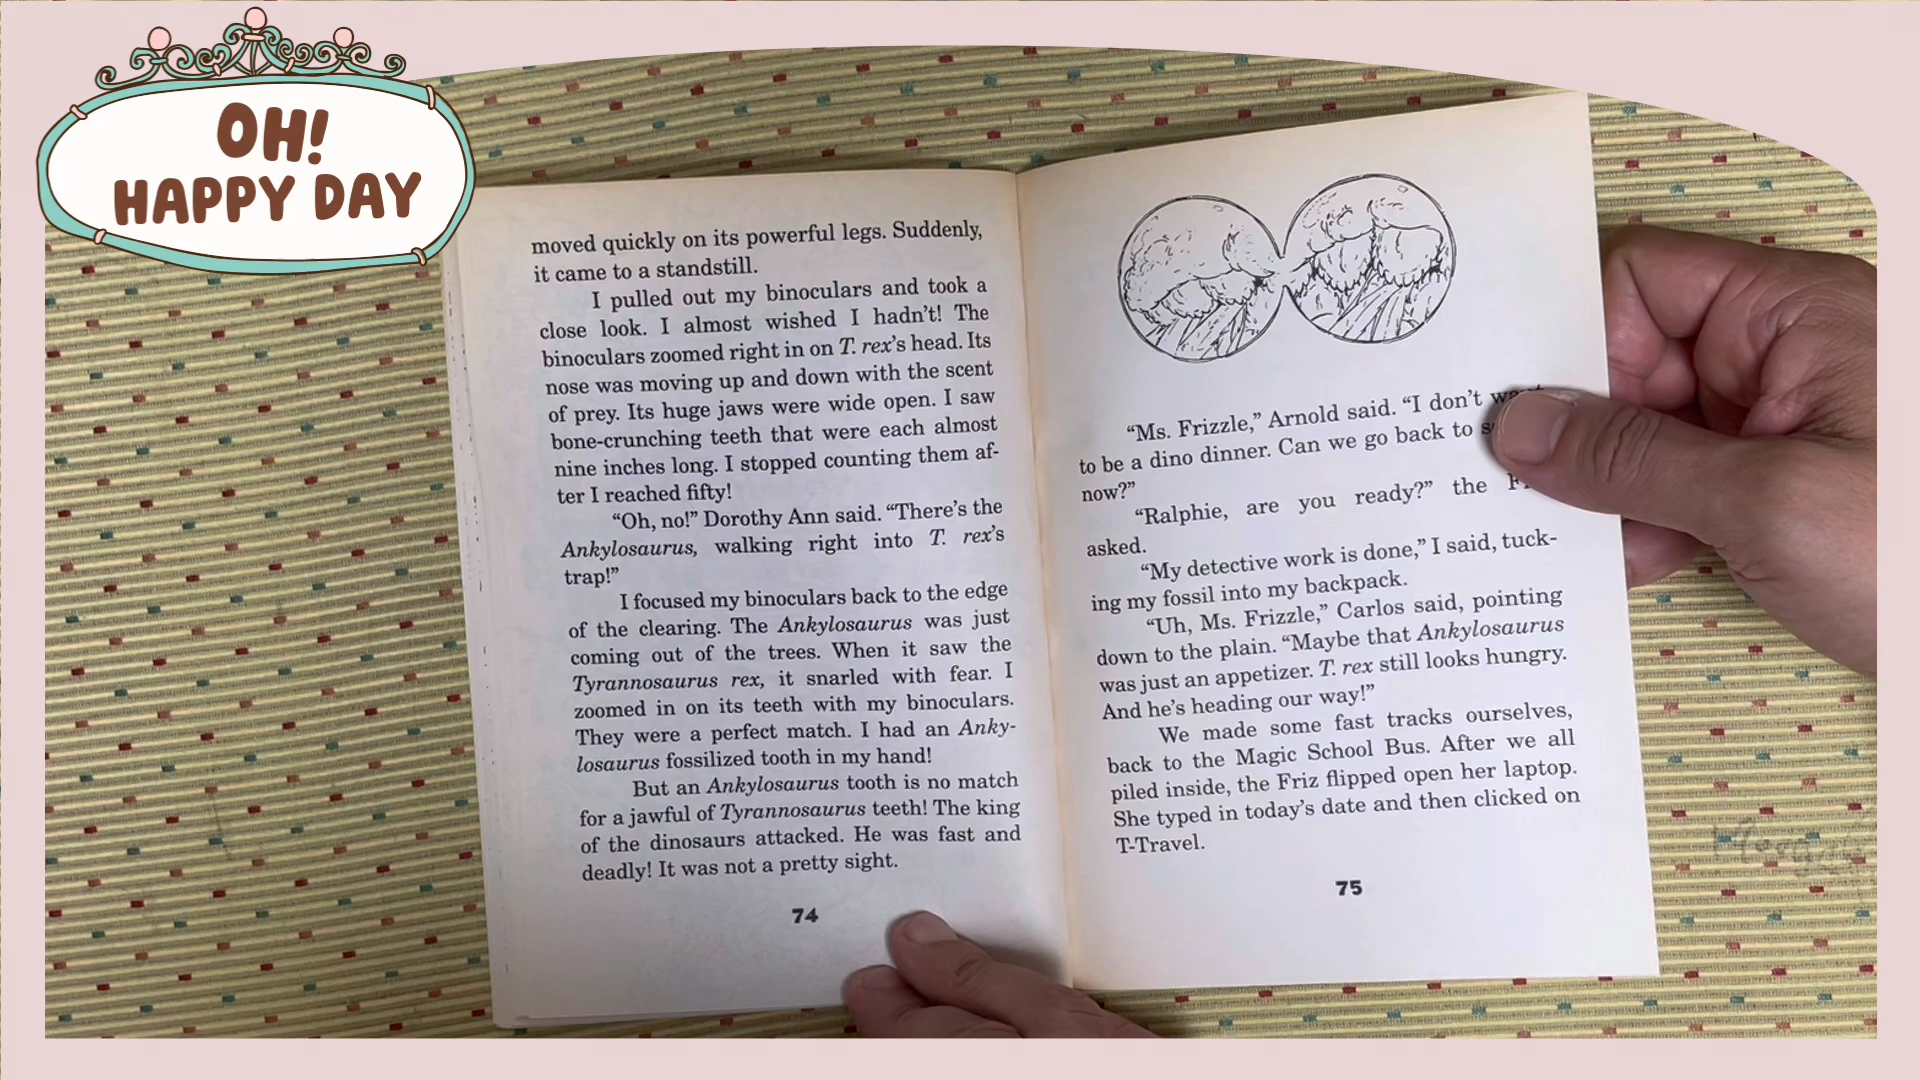 OH!
HAPPY DAY
moved quickly on its powerful legs. Suddenly,
it came to a standstill.
I pulled out my binoculars and took a
close look. I almost wished I hadn't! The
binoculars zoomed right in on T. rex's head. Its
nose was moving up and down with the scent
of prey. Its huge jaws were wide open. I saw
bone-crunching teeth that were each almost
nine inches long. I stopped counting them af-
ter I reached fifty!
“Oh, no!” Dorothy Ann said. “There's the
Ankylosaurus, walking right into T. rex's
trap!”
I focused my binoculars back to the edge
of the clearing. The Ankylosaurus was just
coming out of the trees. When it saw the
Tyrannosaurus rex, it snarled with fear. I
zoomed in on its teeth with my binoculars.
They were a perfect match. I had an Anky-
losaurus fossilized tooth in my hand!
But an Ankylosaurus tooth is no match
for a jawful of Tyrannosaurus teeth! The king
of the dinosaurs attacked. He was fast and
deadly! It was not a pretty sight.
74
“Ms. Frizzle,” Arnold said. “I don't
to be a dino dinner. Can we go back to
now?”
“Ralphie, are you ready?” the
asked.
“My detective work is done,” I said, tuck-
ing my fossil into my backpack.
“Uh, Ms. Frizzle,” Carlos said, pointing
down to the plain. “Maybe that Ankylosaurus
was just an appetizer. T. rex still looks hungry.
And he's heading our way!”
We made some fast tracks ourselves,
back to the Magic School Bus. After we all
piled inside, the Friz flipped open her laptop.
She typed in today's date and then clicked on
T-Travel.
75